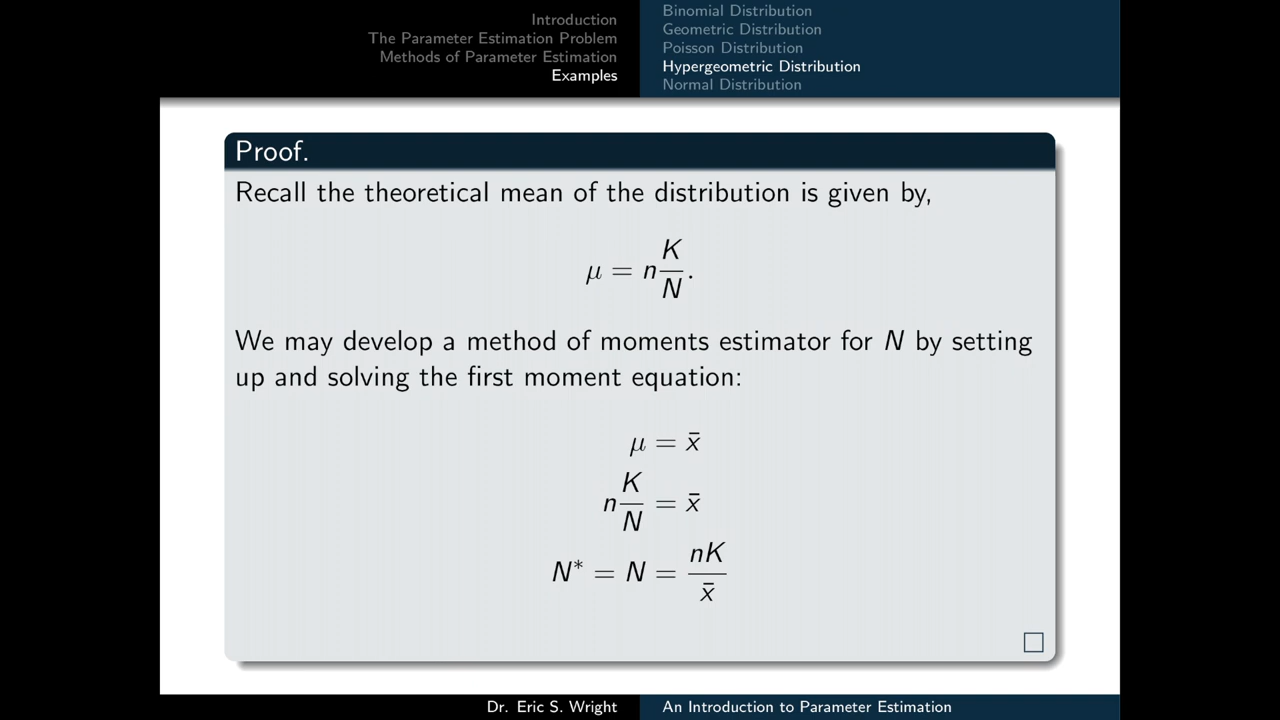 Introduction
The Parameter Estimation Problem
Methods of Parameter Estimation
Examples
Binomial Distribution
Geometric Distribution
Poisson Distribution
Hypergeometric Distribution
Normal Distribution
Proof.
Recall the theoretical mean of the distribution is given by,
μ = n K/N.
We may develop a method of moments estimator for N by setting
up and solving the first moment equation:
μ = x̄
n K/N = x̄
N* = N = nK/x̄
□
Dr. Eric S. Wright
An Introduction to Parameter Estimation